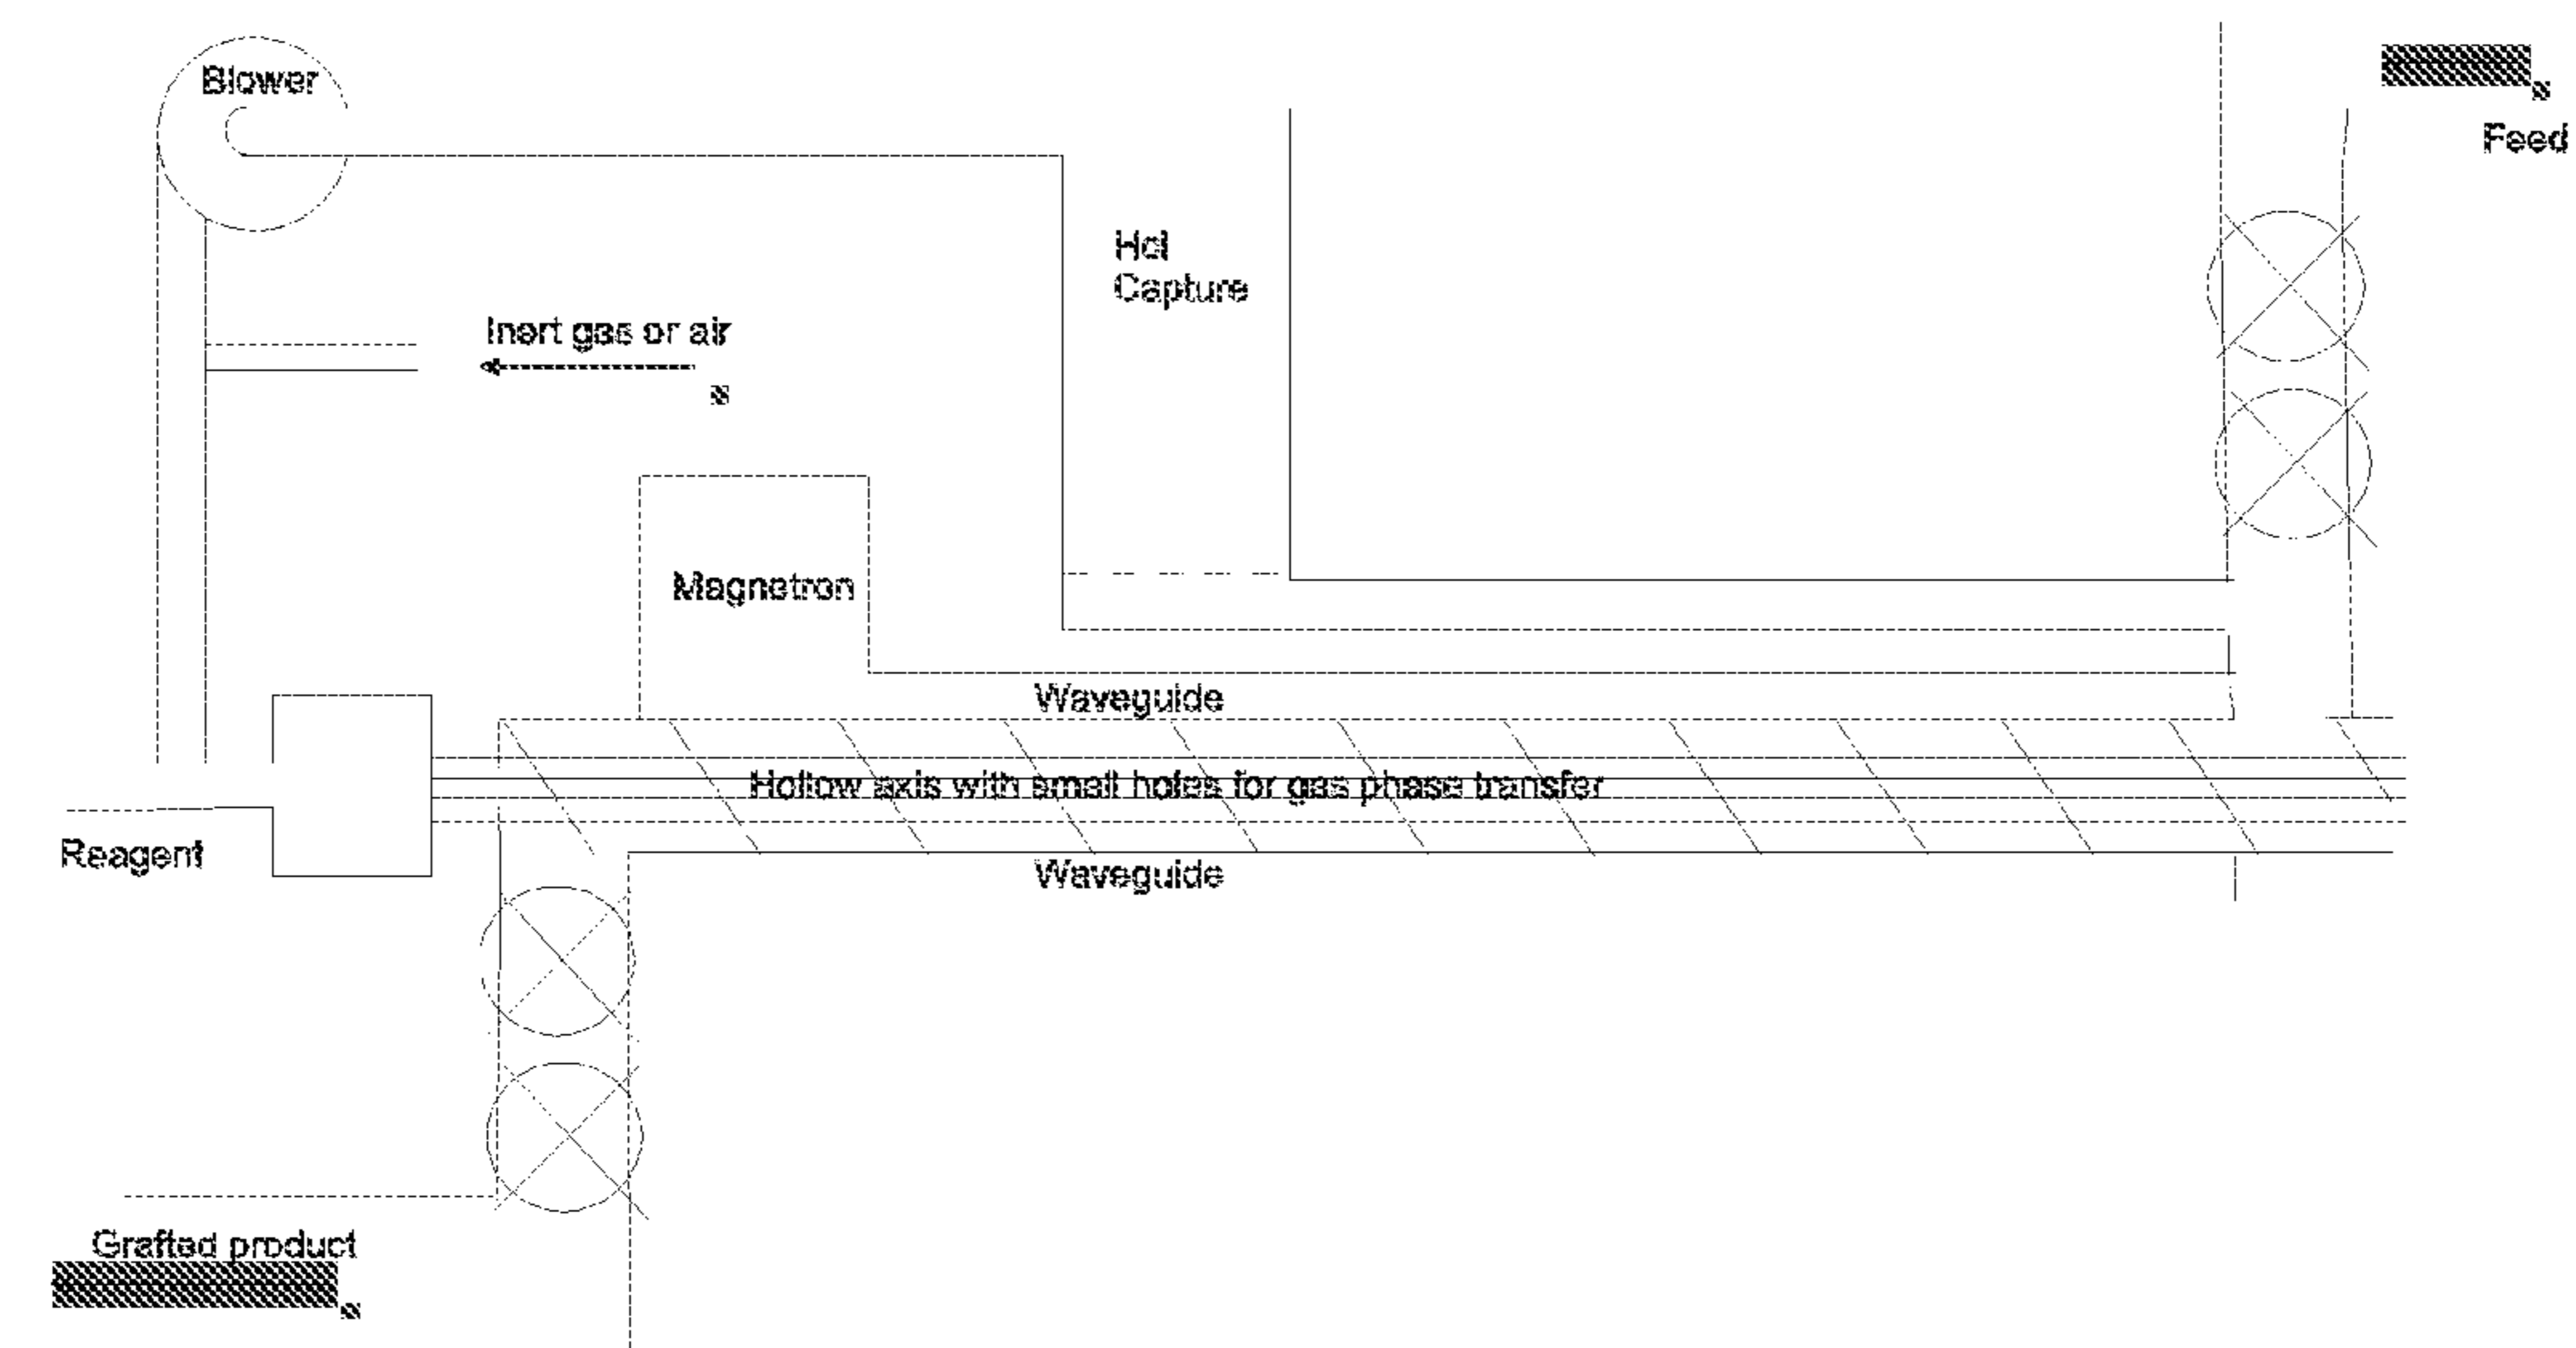 Blower
Feed
Hcl
Capture
Inert gas or air
Magnetron
Waveguide
Hollow axis with small holes for gas phase transfer
Reagent
Waveguide
Grafted product